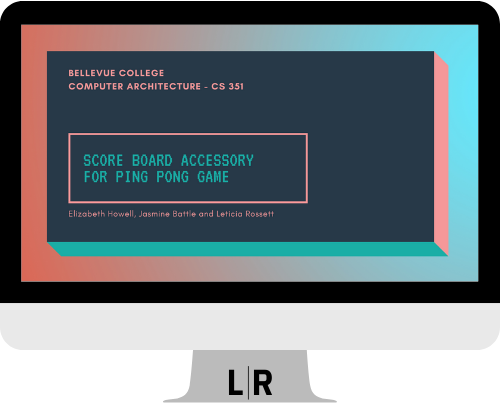 BELLEVUE COLLEGE
COMPUTER ARCHITECTURE - CS 351
SCORE BOARD ACCESSORY
FOR PING PONG GAME
Elizabeth Howell, Jasmine Battle and Leticia Rossett
L|R